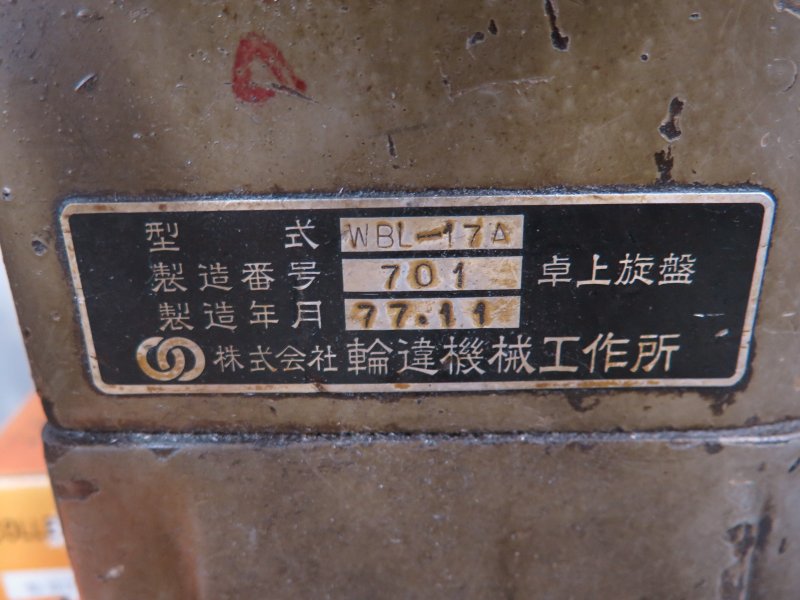 型式 WBL-17A
製造番号 701 卓上旋盤
製造年月 77.11
株式会社 輪違機械工作所